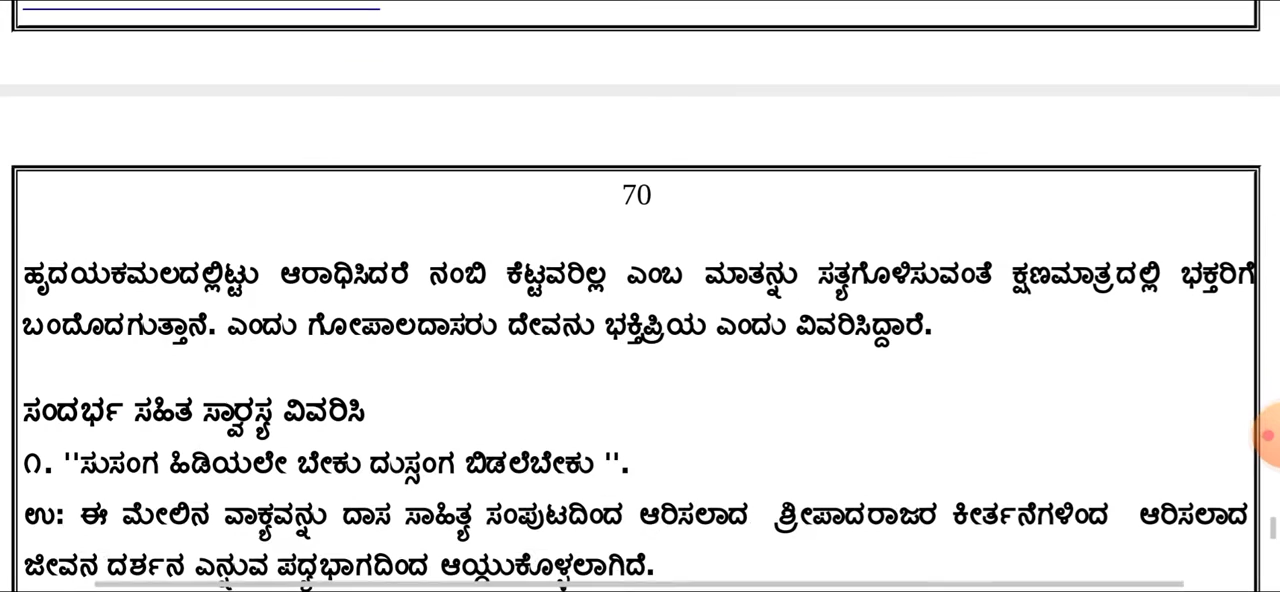 70
ಹೃದಯಕಮಲದಲ್ಲಿಟ್ಟು ಆರಾಧಿಸಿದರೆ ನಂಬಿ ಕೆಟ್ಟವರಿಲ್ಲ ಎಂಬ ಮಾತನ್ನು ಸತ್ಯಗೊಳಿಸುವಂತೆ ಕ್ಷಣಮಾತ್ರದಲ್ಲಿ ಭಕ್ತರಿಗೆ
ಬಂದೊದಗುತ್ತಾನೆ. ಎಂದು ಗೋಪಾಲದಾಸರು ದೇವನು ಭಕ್ತಿಪ್ರಿಯ ಎಂದು ವಿವರಿಸಿದ್ದಾರೆ.
ಸಂದರ್ಭ ಸಹಿತ ಸ್ವಾರಸ್ಯ ವಿವರಿಸಿ
೧. "ಸುಸಂಗ ಹಿಡಿಯಲೇ ಬೇಕು ದುಸ್ಸಂಗ ಬಿಡಲೆಬೇಕು ".
ಉ: ಈ ಮೇಲಿನ ವಾಕ್ಯವನ್ನು ದಾಸ ಸಾಹಿತ್ಯ ಸಂಪುಟದಿಂದ ಆರಿಸಲಾದ ಶ್ರೀಪಾದರಾಜರ ಕೀರ್ತನೆಗಳಿಂದ ಆರಿಸಲಾದ
ಜೀವನ ದರ್ಶನ ಎನ್ನುವ ಪದ್ಯಭಾಗದಿಂದ ಆಯ್ದುಕೊಳ್ಳಲಾಗಿದೆ.